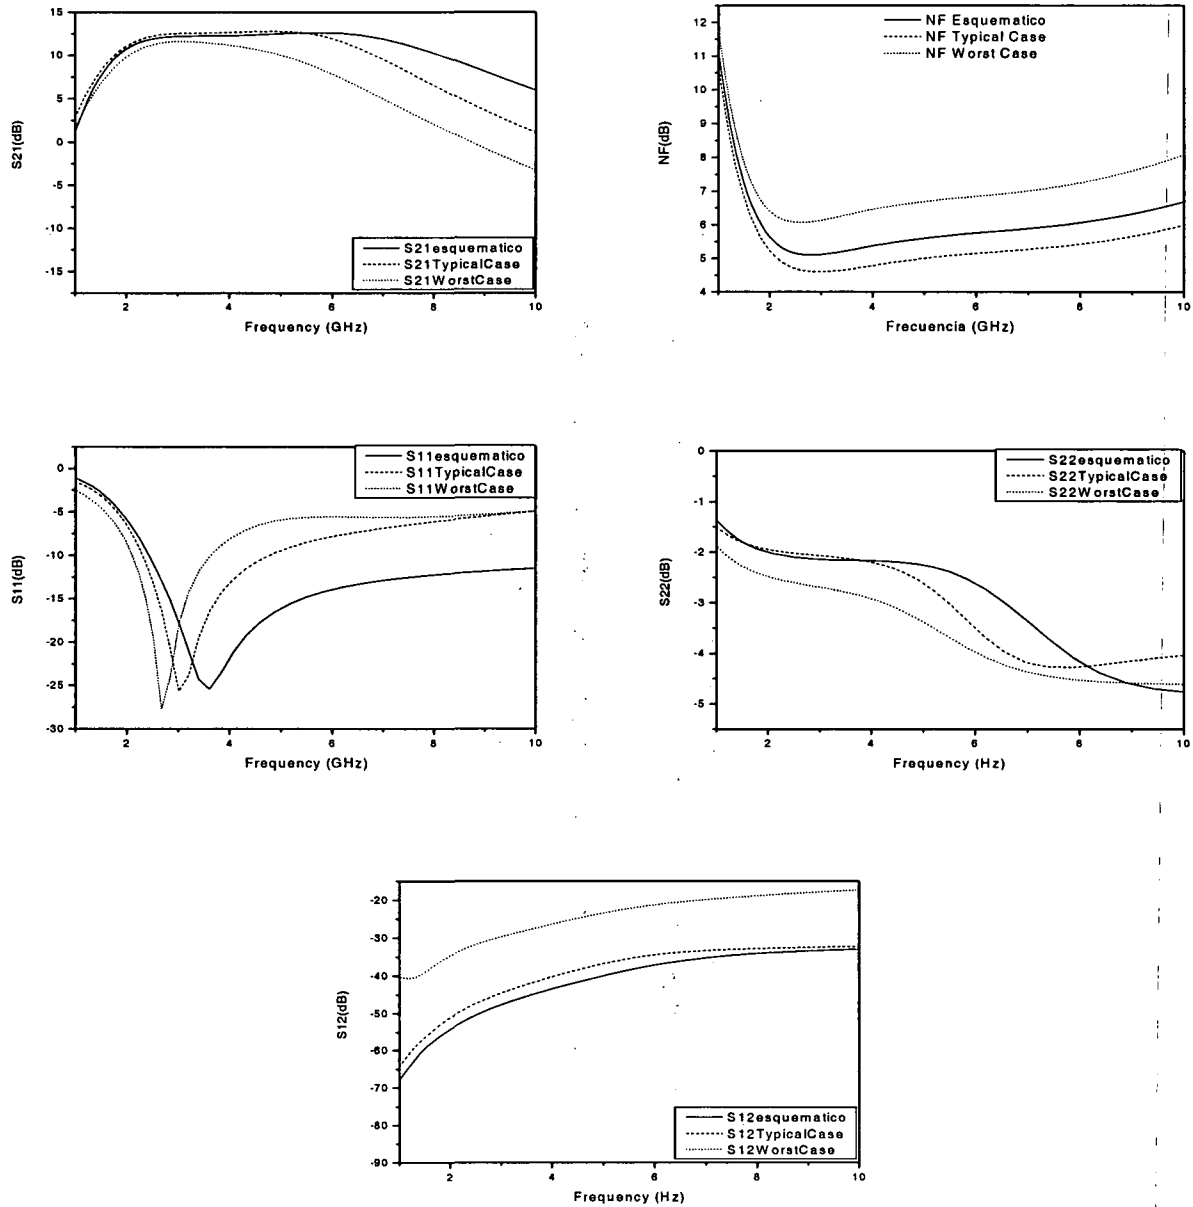 15
10
5
0
-5
-10
-15
S21(dB)
S21esquematico
S21TypicalCase
S21WorstCase
2
4
6
8
10
Frequency (GHz)
12
11
10
9
8
7
6
5
4
NF(dB)
NF Esquematico
NF Typical Case
NF Worst Case
2
4
6
8
10
Frecuencia (GHz)
0
-5
-10
-15
-20
-25
-30
S11(dB)
S11esquematico
S11TypicalCase
S11WorstCase
2
4
6
8
10
Frequency (GHz)
0
-1
-2
-3
-4
-5
S22(dB)
S22esquematico
S22TypicalCase
S22WorstCase
2
4
6
8
10
Frequency (Hz)
-20
-30
-40
-50
-60
-70
-80
-90
S12(dB)
S12esquematico
S12TypicalCase
S12WorstCase
2
4
6
8
10
Frequency (Hz)